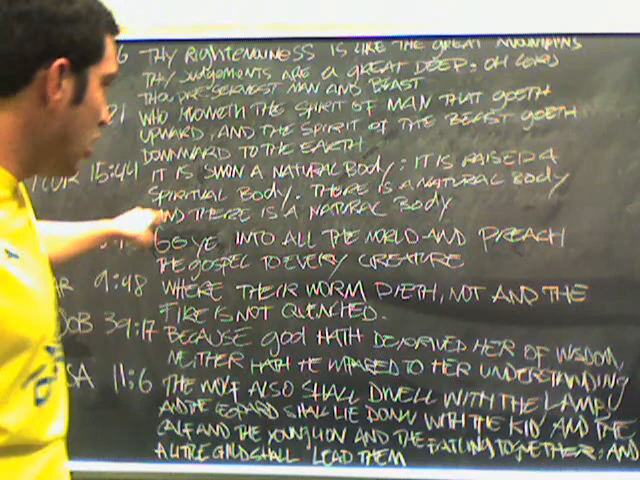 6 THY RIGHTEOUSNESS IS LIKE THE GREAT MOUNTAINS
THY JUDGEMENTS ARE A GREAT DEEP: OH LORD
THOU PRESERVEST MAN AND BEAST
21 WHO KNOWETH THE SPIRIT OF MAN THAT GOETH
UPWARD, AND THE SPIRIT OF THE BEAST GOETH
DOWNWARD TO THE EARTH
1COR 15:44 IT IS SOWN A NATURAL BODY: IT IS RAISED A
SPIRITUAL BODY. THERE IS A NATURAL BODY
AND THERE IS A NATURAL BODY
GO YE INTO ALL THE WORLD AND PREACH
THE GOSPEL TO EVERY CREATURE
AR 9:48 WHERE THEIR WORM DIETH, NOT AND THE
FIRE IS NOT QUENCHED.
JOB 39:17 BECAUSE GOD HATH DEPRIVED HER OF WISDOM,
NEITHER HATH HE IMPARED TO HER UNDERSTANDING
ISA 11:6 THE WOLF ALSO SHALL DWELL WITH THE LAMB,
AND THE LEOPARD SHALL LIE DOWN WITH THE KID AND THE
CALF AND THE YOUNG LION AND THE FATLING TOGETHER; AND
A LITTLE CHILD SHALL LEAD THEM